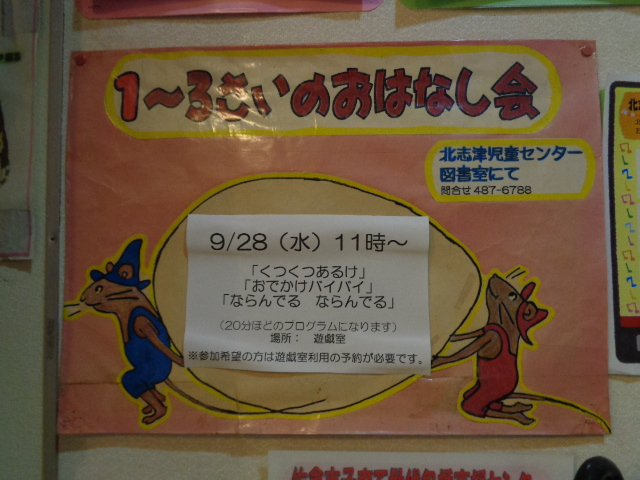 1～3さいのおはなし会
北志津児童センター
図書室にて
問合せ 487-6788
9/28（水）11時～
「くつくつあるけ」
「おでかけバイバイ」
「ならんでる　ならんでる」
（20分ほどのプログラムになります）
場所：　遊戯室
※参加希望の方は遊戯室利用の予約が必要です。